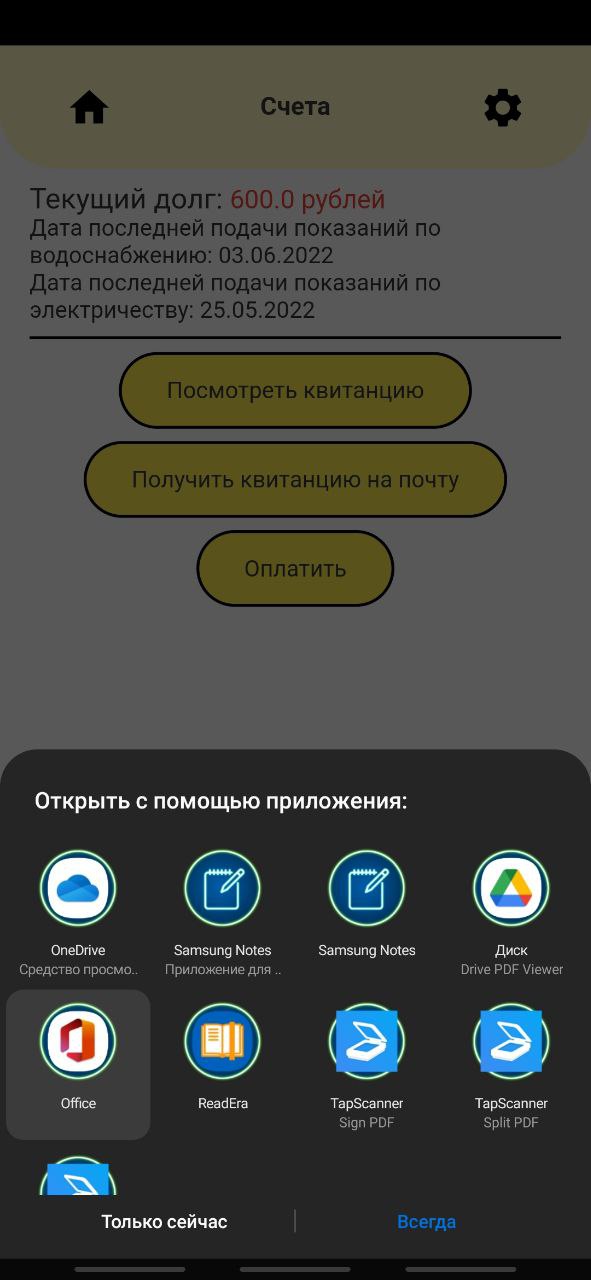 Счета
Текущий долг: 600.0 рублей
Дата последней подачи показаний по
водоснабжению: 03.06.2022
Дата последней подачи показаний по
электричеству: 25.05.2022
Посмотреть квитанцию
Получить квитанцию на почту
Оплатить
Открыть с помощью приложения:
OneDrive
Средство просмо..
Samsung Notes
Приложение для ..
Samsung Notes
Диск
Drive PDF Viewer
Office
ReadEra
TapScanner
Sign PDF
TapScanner
Split PDF
Только сейчас
Всегда